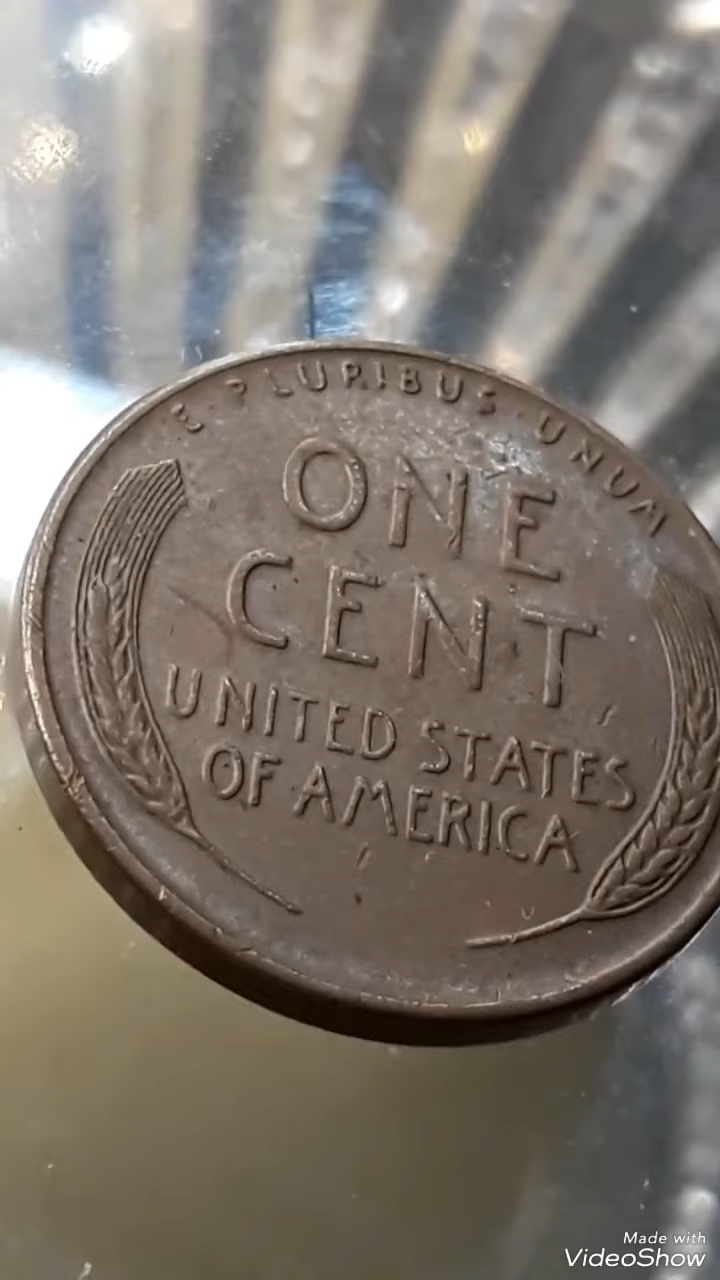 E · PLURIBUS · UNUM
ONE
CENT
UNITED STATES
OF AMERICA
Made with
VideoShow